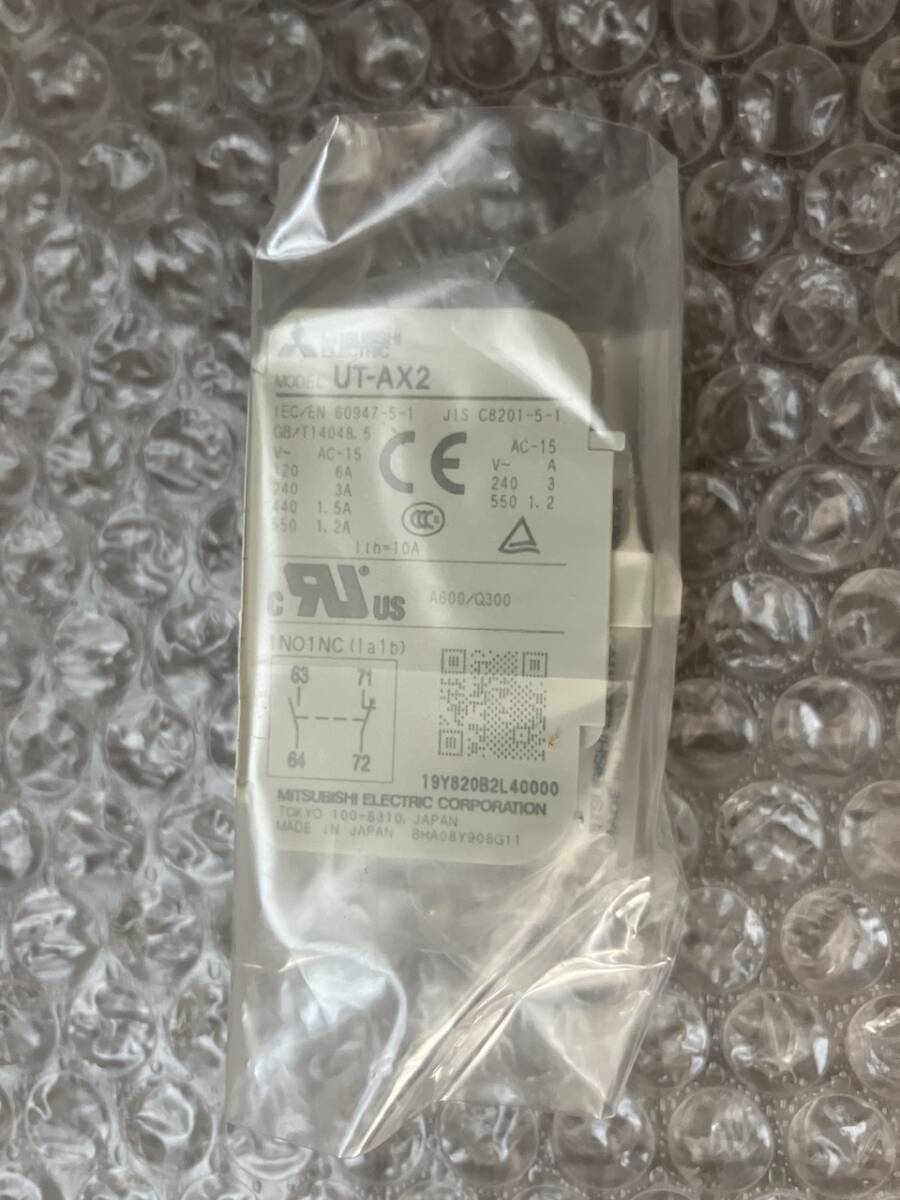 MITSUBISHI
ELECTRIC
MODEL UT-AX2
IEC/EN 60947-5-1 JIS C8201-5-1
GB/T14048.5
V~ AC-15
120 6A
240 3A
440 1.5A
550 1.2A
CE
CCC
AC-15
V~ A
240 3
550 1.2
Ith=10A
c RU US A600/Q300
1NO1NC(1a1b)
63 71
64 72
19Y820B2L40000
MITSUBISHI ELECTRIC CORPORATION
TOKYO 100-8310, JAPAN
MADE IN JAPAN BHA08Y908G11